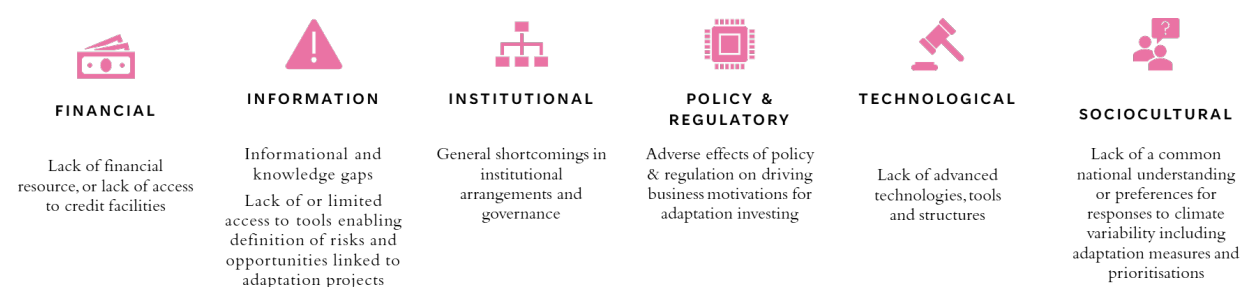 FINANCIAL
Lack of financial
resource, or lack of access
to credit facilities
INFORMATION
Informational and
knowledge gaps
Lack of or limited
access to tools enabling
definition of risks and
opportunities linked to
adaptation projects
INSTITUTIONAL
General shortcomings in
institutional
arrangements and
governance
POLICY &
REGULATORY
Adverse effects of policy
& regulation on driving
business motivations for
adaptation investing
TECHNOLOGICAL
Lack of advanced
technologies, tools
and structures
?
SOCIOCULTURAL
Lack of a common
national understanding
or preferences for
responses to climate
variability including
adaptation measures and
prioritisations